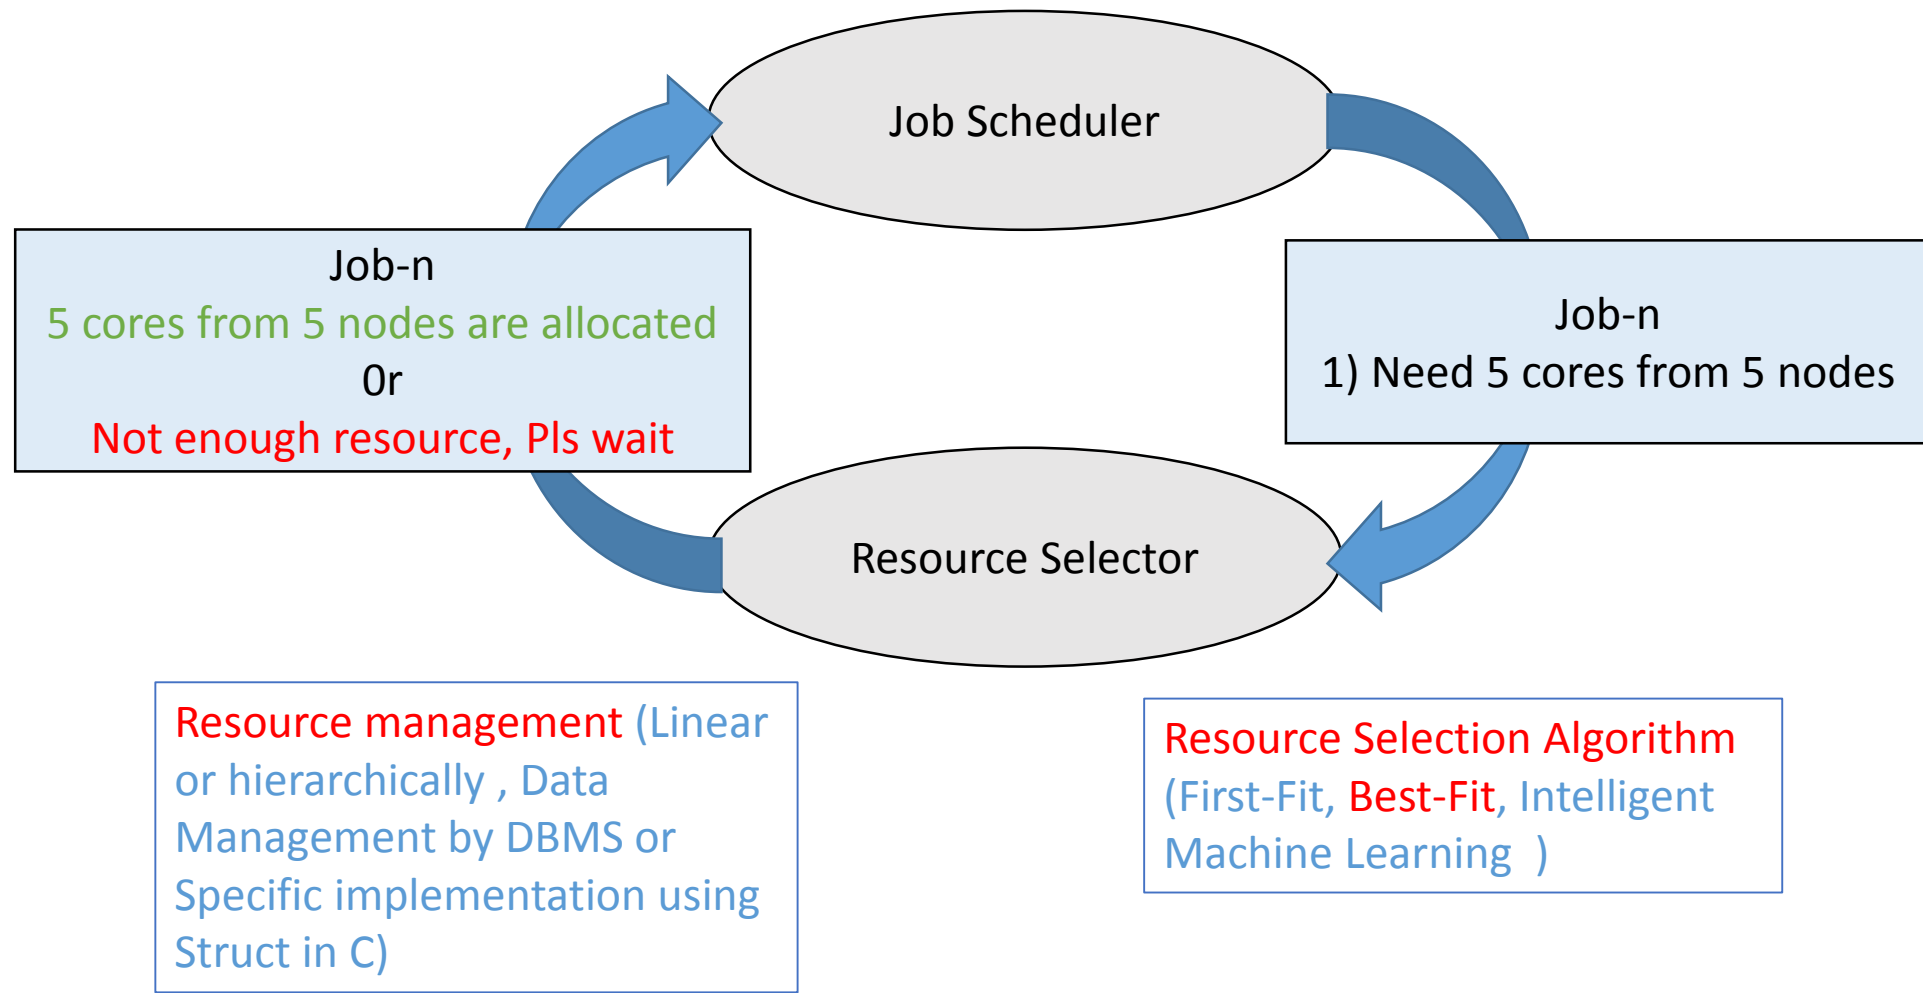 Job Scheduler
Job-n
5 cores from 5 nodes are allocated
0r
Not enough resource, Pls wait
Job-n
1) Need 5 cores from 5 nodes
Resource Selector
Resource management (Linear
or hierarchically , Data
Management by DBMS or
Specific implementation using
Struct in C)
Resource Selection Algorithm
(First-Fit, Best-Fit, Intelligent
Machine Learning  )